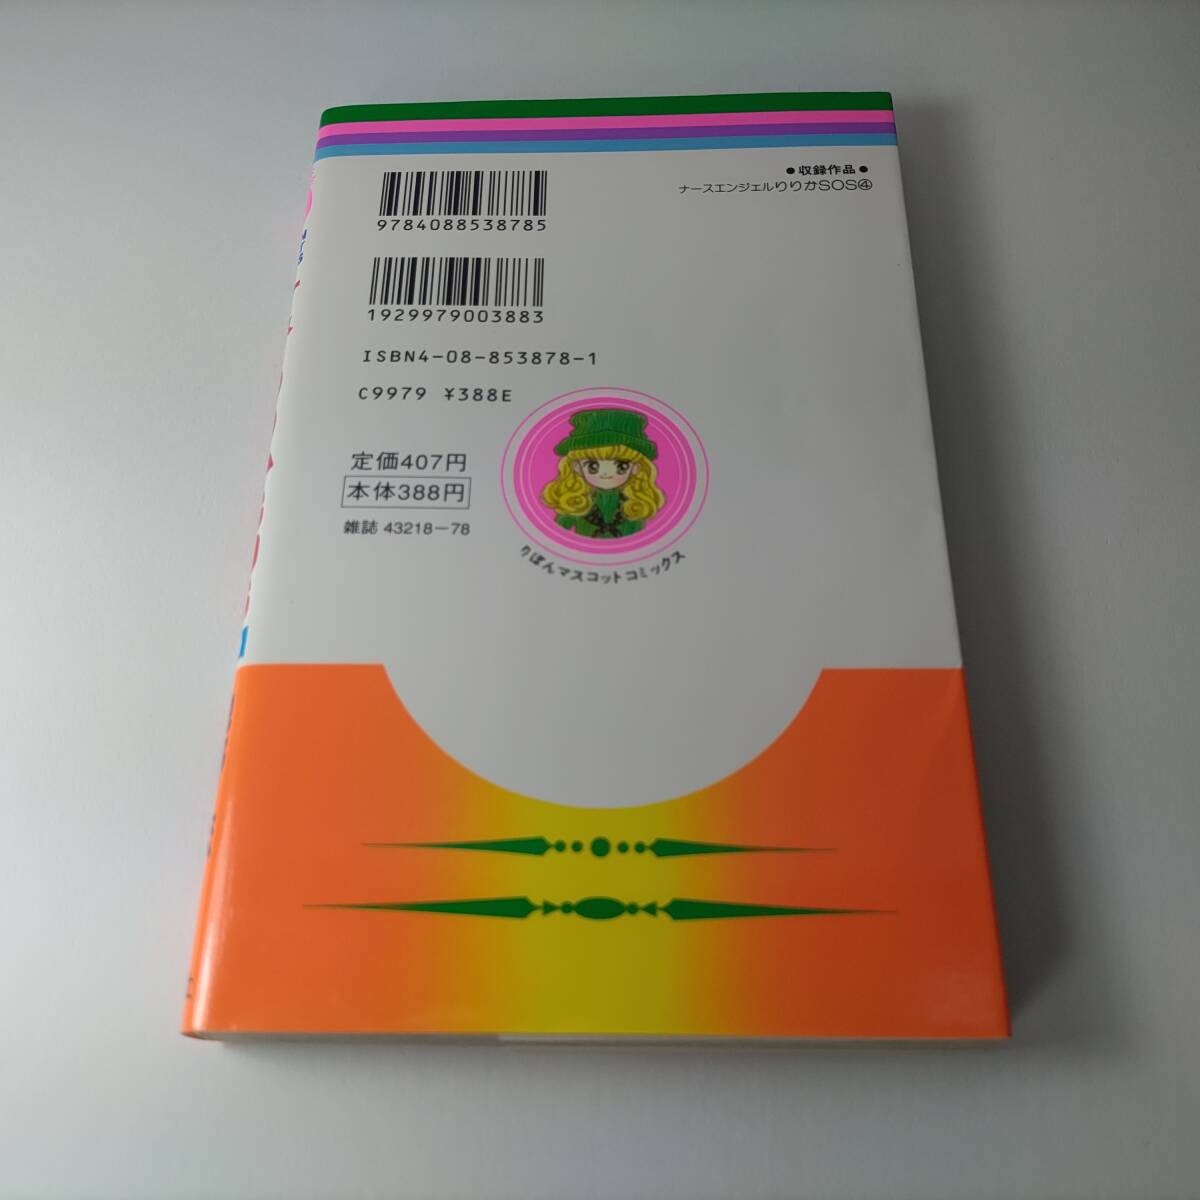 ●収録作品●
ナースエンジェルりりかSOS④
9784088538785
1929979003883
ISBN4-08-853878-1
C9979 ¥388E
定価407円
本体388円
雑誌 43218-78
りぼんマスコットコミックス